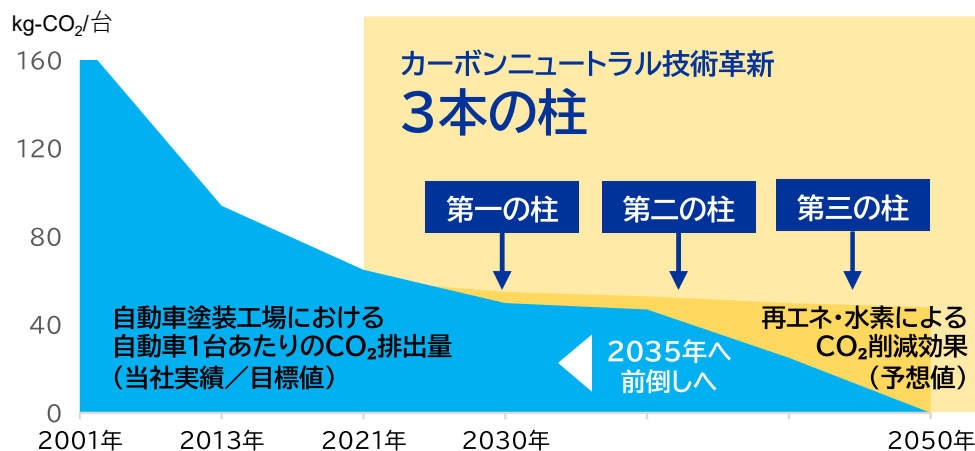 kg-CO₂/台
160
120
80
40
0
カーボンニュートラル技術革新
3本の柱
第一の柱
第二の柱
第三の柱
自動車塗装工場における
自動車1台あたりのCO₂排出量
（当社実績／目標値）
2035年へ
前倒しへ
再エネ・水素による
CO₂削減効果
（予想値）
2001年
2013年
2021年
2030年
2050年